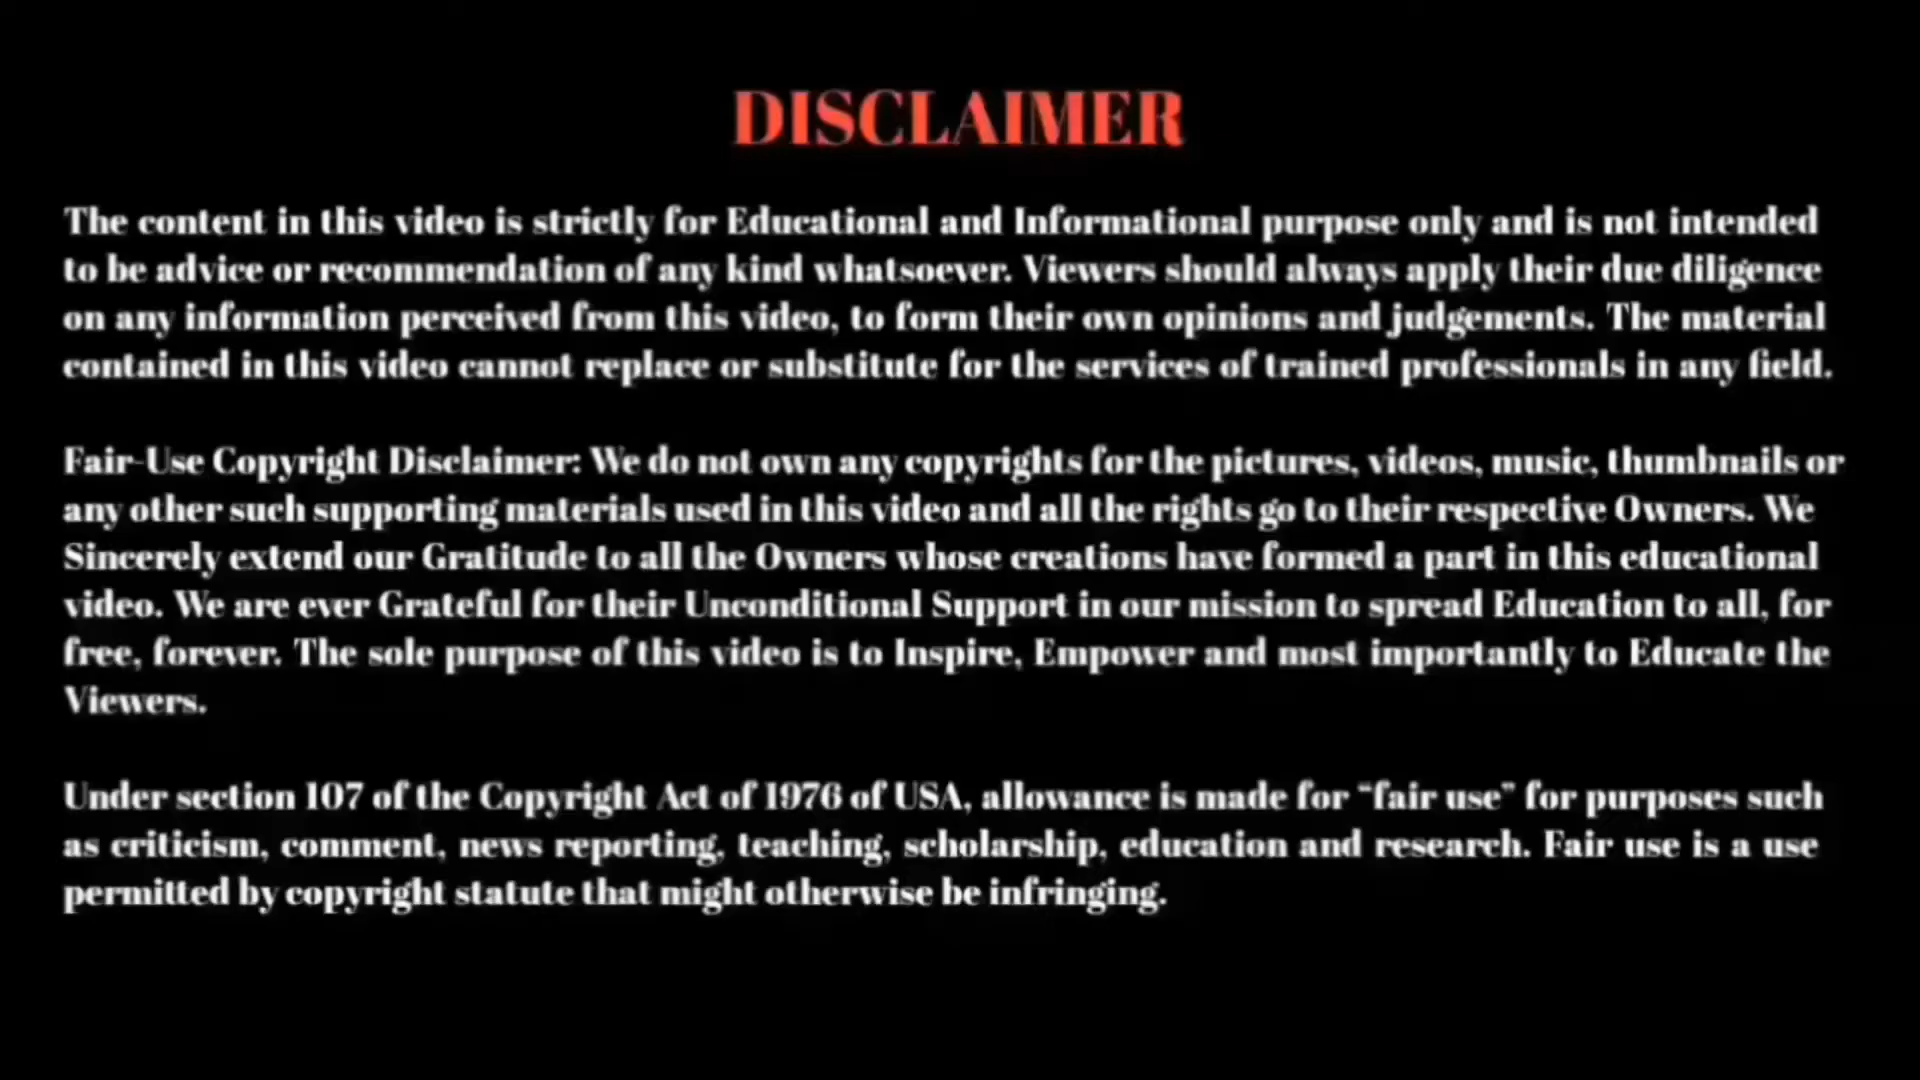 DISCLAIMER
The content in this video is strictly for Educational and Informational purpose only and is not intended
to be advice or recommendation of any kind whatsoever. Viewers should always apply their due diligence
on any information perceived from this video, to form their own opinions and judgements. The material
contained in this video cannot replace or substitute for the services of trained professionals in any field.
Fair-Use Copyright Disclaimer: We do not own any copyrights for the pictures, videos, music, thumbnails or
any other such supporting materials used in this video and all the rights go to their respective Owners. We
Sincerely extend our Gratitude to all the Owners whose creations have formed a part in this educational
video. We are ever Grateful for their Unconditional Support in our mission to spread Education to all, for
free, forever. The sole purpose of this video is to Inspire, Empower and most importantly to Educate the
Viewers.
Under section 107 of the Copyright Act of 1976 of USA, allowance is made for “fair use” for purposes such
as criticism, comment, news reporting, teaching, scholarship, education and research. Fair use is a use
permitted by copyright statute that might otherwise be infringing.